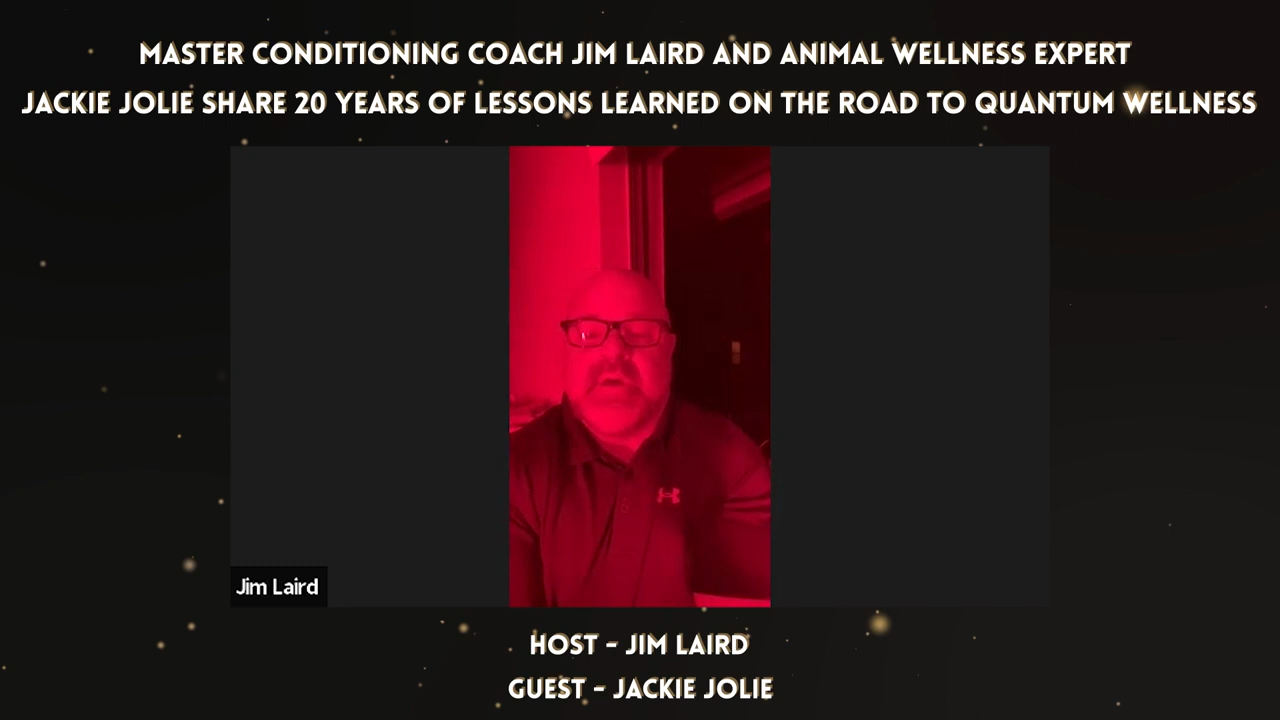 MASTER CONDITIONING COACH JIM LAIRD AND ANIMAL WELLNESS EXPERT
JACKIE JOLIE SHARE 20 YEARS OF LESSONS LEARNED ON THE ROAD TO QUANTUM WELLNESS
Jim Laird
HOST - JIM LAIRD
GUEST - JACKIE JOLIE